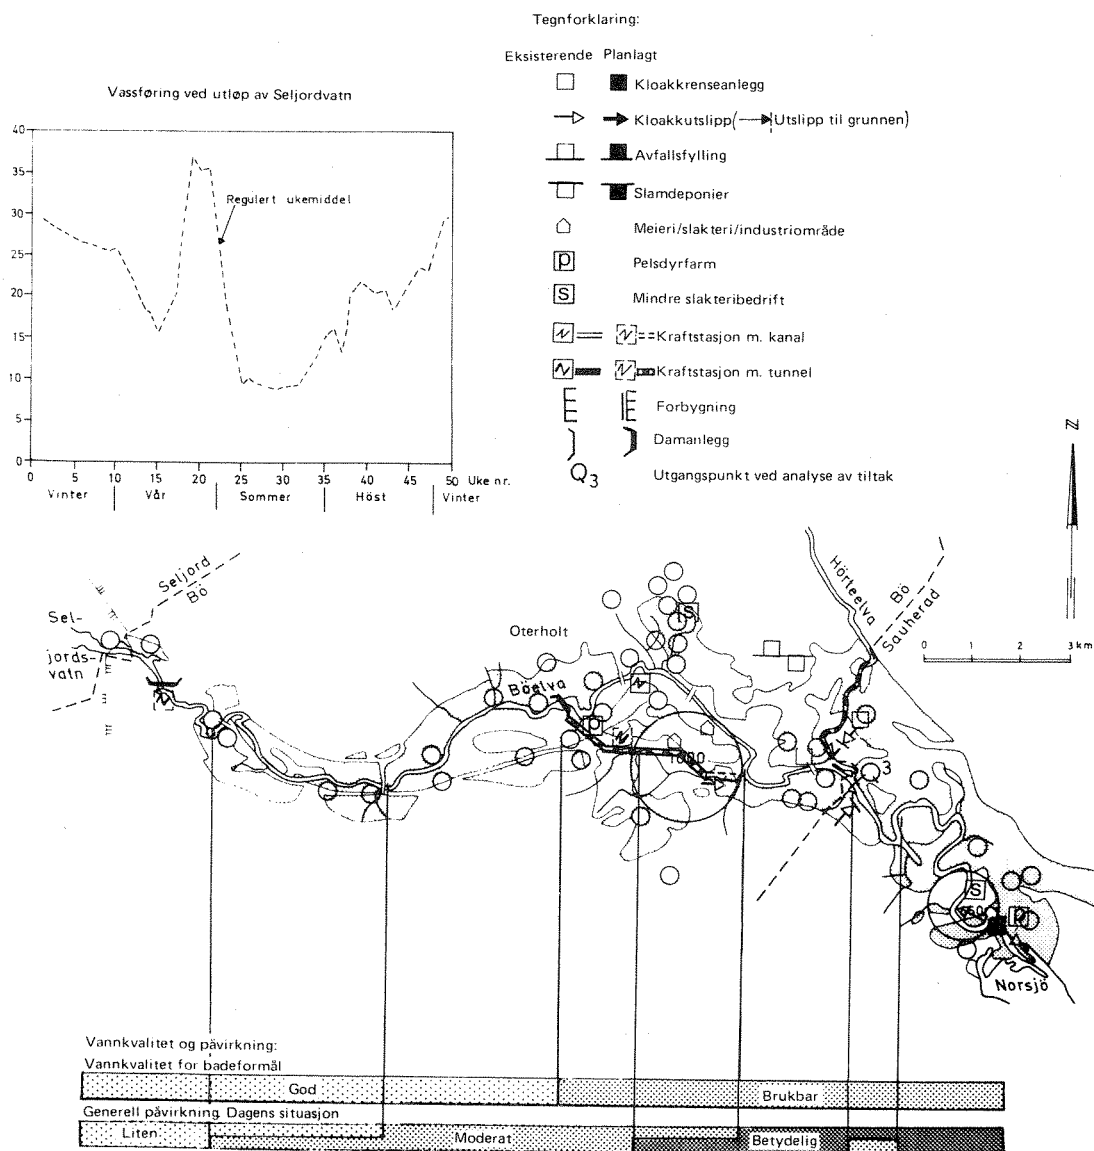 Tegnforklaring:
Eksisterende Planlagt
Kloakkrenseanlegg
Kloakkutslipp( Utslipp til grunnen)
Avfallsfylling
Slamdeponier
Meieri/slakteri/industriområde
p Pelsdyrfarm
S Mindre slakteribedrift
Kraftstasjon m. kanal
Kraftstasjon m. tunnel
Forbygning
Damanlegg
Q3 Utgangspunkt ved analyse av tiltak
Vassføring ved utløp av Seljordvatn
40
35
30
25
20
15
10
5
0
Regulert ukemiddel
0 5 10 15 20 25 30 35 40 45 50 Uke nr.
Vinter Vår Sommer Höst Vinter
N
0 1 2 3 km
Seljord
Bö
Sel-
jords-
vatn
Oterholt
Böelva
Hörteelva
Bö
Sauherad
S
p
1000
Q3
S
p
Norsjö
Vannkvalitet og påvirkning:
Vannkvalitet for badeformål
God Brukbar
Generell påvirkning. Dagens situasjon
Liten Moderat Betydelig